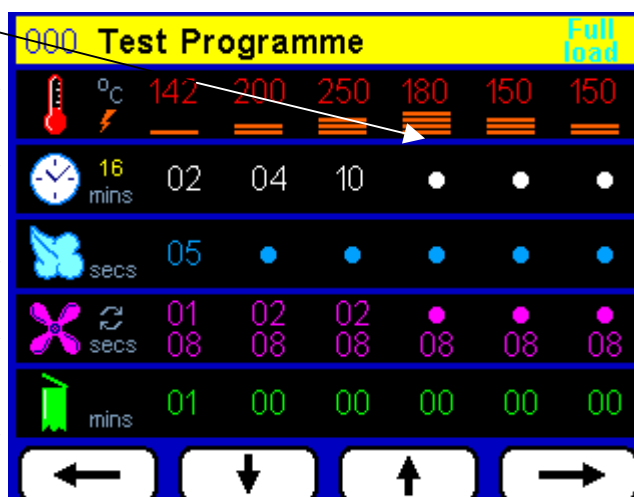 000 Test Programme Full load
°C 142 200 250 180 150 150
16 mins 02 04 10
secs 05
01 02 02
secs 08 08 08 08 08 08
mins 01 00 00 00 00 00